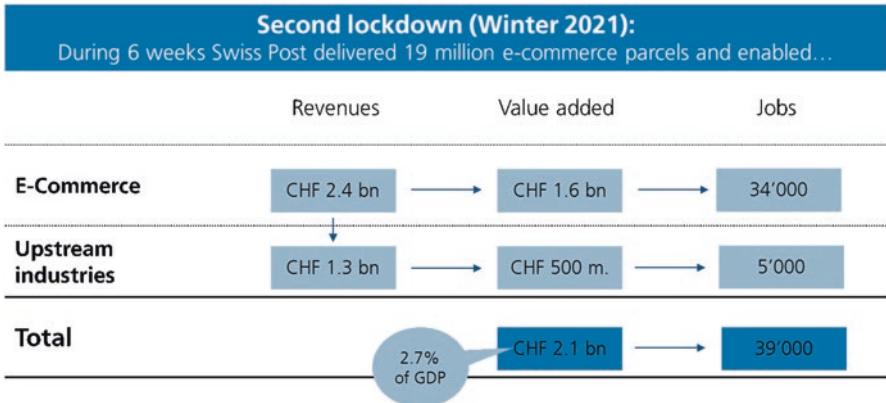 Second lockdown (Winter 2021):
During 6 weeks Swiss Post delivered 19 million e-commerce parcels and enabled…
Revenues Value added Jobs
E-Commerce CHF 2.4 bn CHF 1.6 bn 34’000
Upstream
industries CHF 1.3 bn CHF 500 m. 5’000
Total CHF 2.1 bn 39’000
2.7%
of GDP